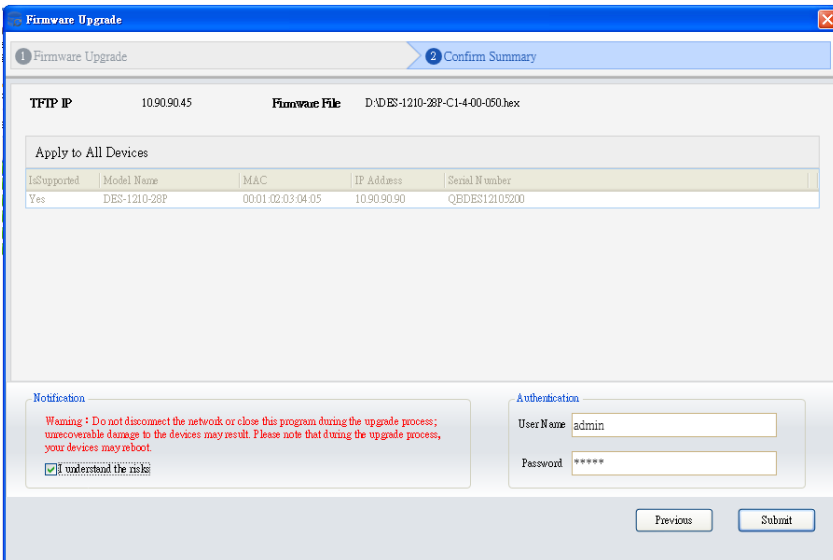 Firmware Upgrade
1 Firmware Upgrade
2 Confirm Summary
TFTP IP 10.90.90.45 Firmware File D:\DES-1210-28P-C1-4-00-050.hex
Apply to All Devices
IsSupported Model Name MAC IP Address Serial Number
Yes DES-1210-28P 00:01:02:03:04:05 10.90.90.90 QBDES12105200
Notification
Warning : Do not disconnect the network or close this program during the upgrade process;
unrecoverable damage to the devices may result. Please note that during the upgrade process,
your devices may reboot.
I understand the risks
Authentication
User Name admin
Password *****
Previous Submit